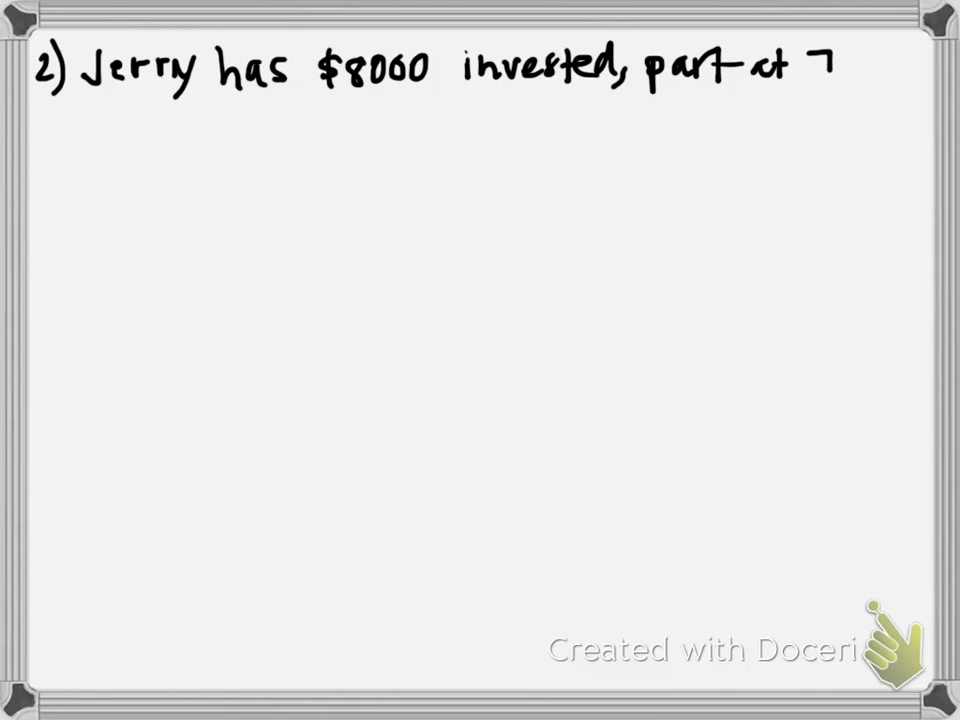 2) Jerry has $8000 invested, part at 7
Created with Doceri